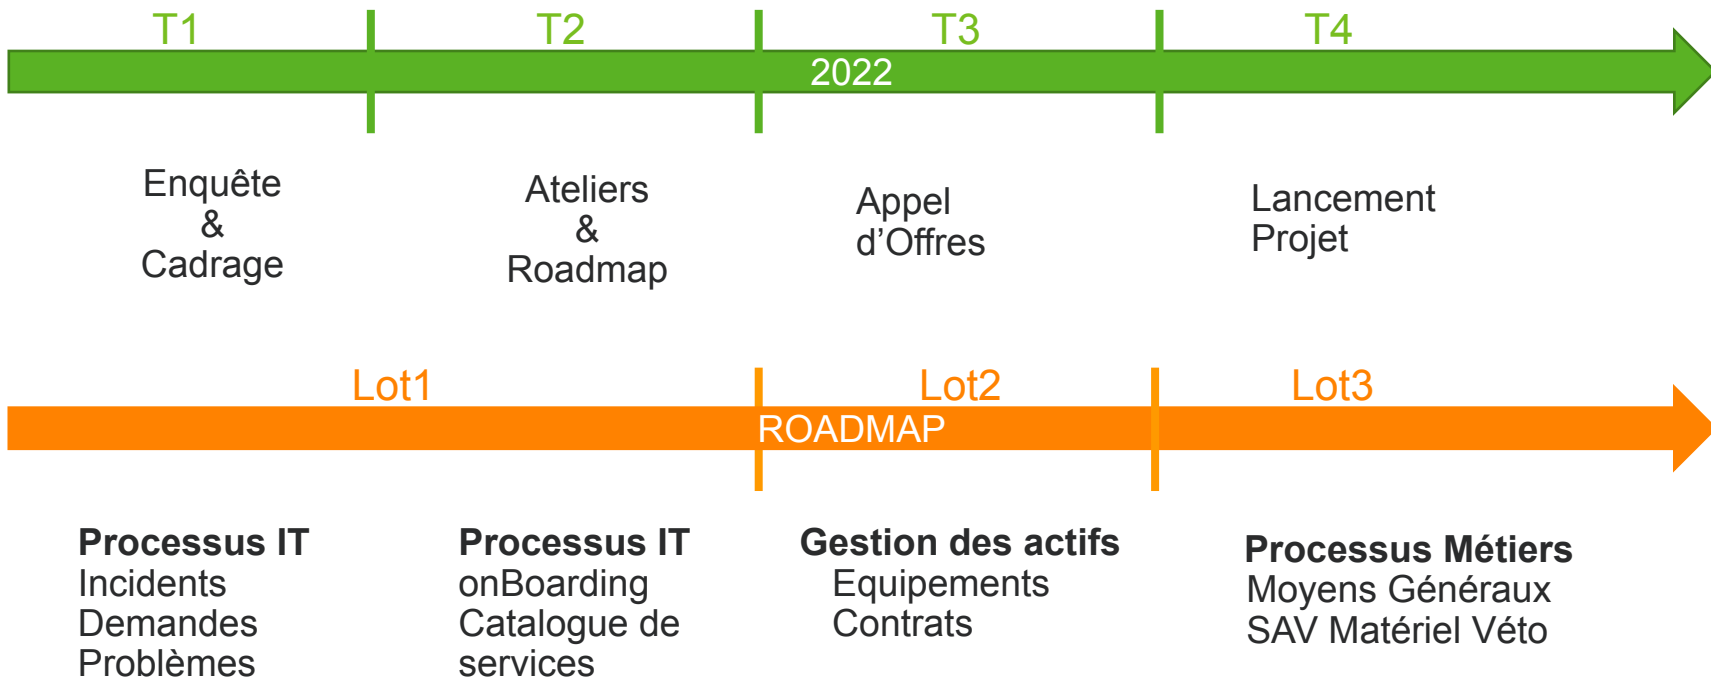 T1
T2
T3
T4
2022
Enquête
&
Cadrage
Ateliers
&
Roadmap
Appel
d’Offres
Lancement
Projet
Lot1
Lot2
Lot3
ROADMAP
Processus IT
Incidents
Demandes
Problèmes
Processus IT
onBoarding
Catalogue de
services
Gestion des actifs
Equipements
Contrats
Processus Métiers
Moyens Généraux
SAV Matériel Véto